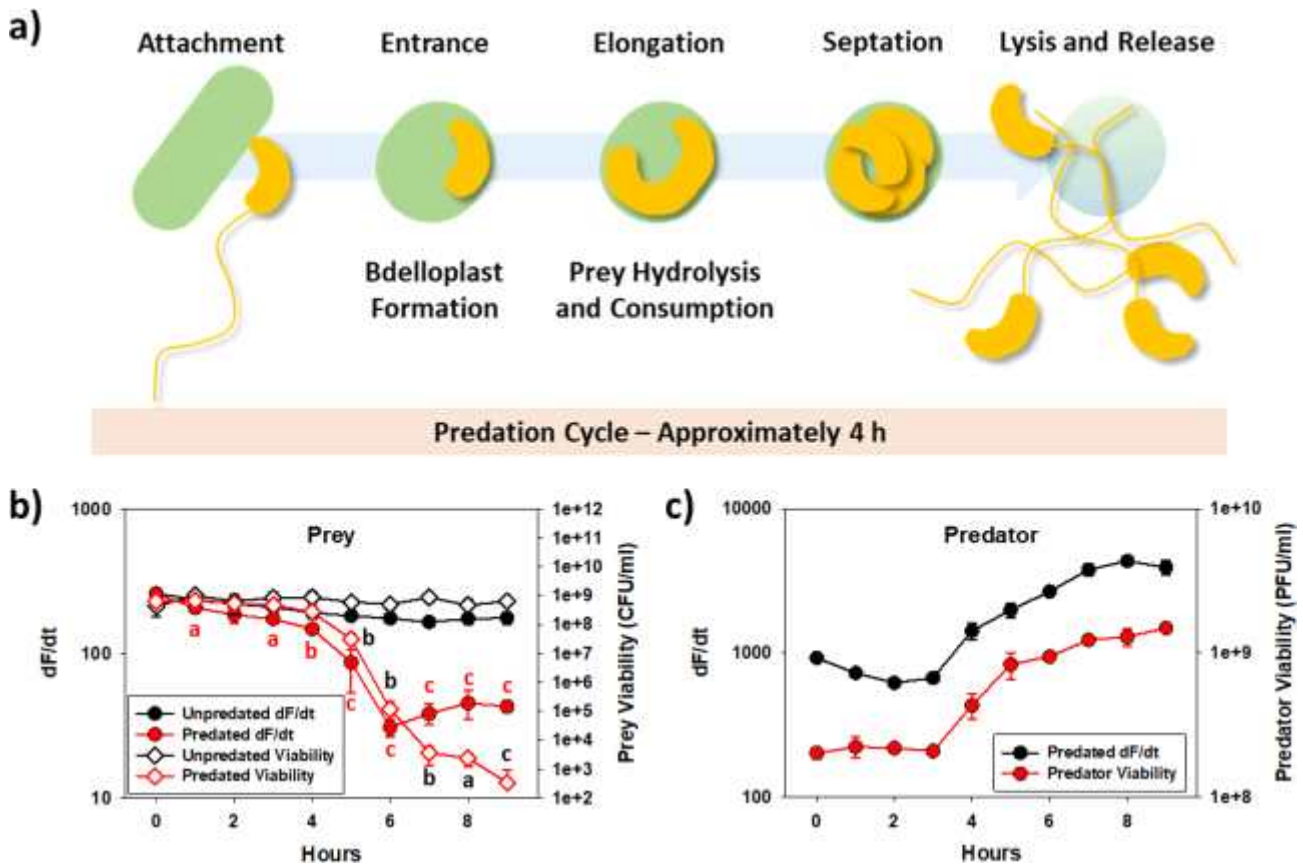 a)
Attachment
Entrance
Elongation
Septation
Lysis and Release
Bdelloplast
Formation
Prey Hydrolysis
and Consumption
Predation Cycle – Approximately 4 h
b)
Prey
dF/dt
1000
100
10
1e+12
1e+11
1e+10
1e+9
1e+8
1e+7
1e+6
1e+5
1e+4
1e+3
1e+2
Prey Viability (CFU/ml)
a
a
b
c
b
b
c
c
c
c
b
a
c
Unpredated dF/dt
Predated dF/dt
Unpredated Viability
Predated Viability
0 2 4 6 8
Hours
c)
Predator
dF/dt
10000
1000
100
1e+10
1e+9
1e+8
Predator Viability (PFU/ml)
Predated dF/dt
Predator Viability
0 2 4 6 8
Hours